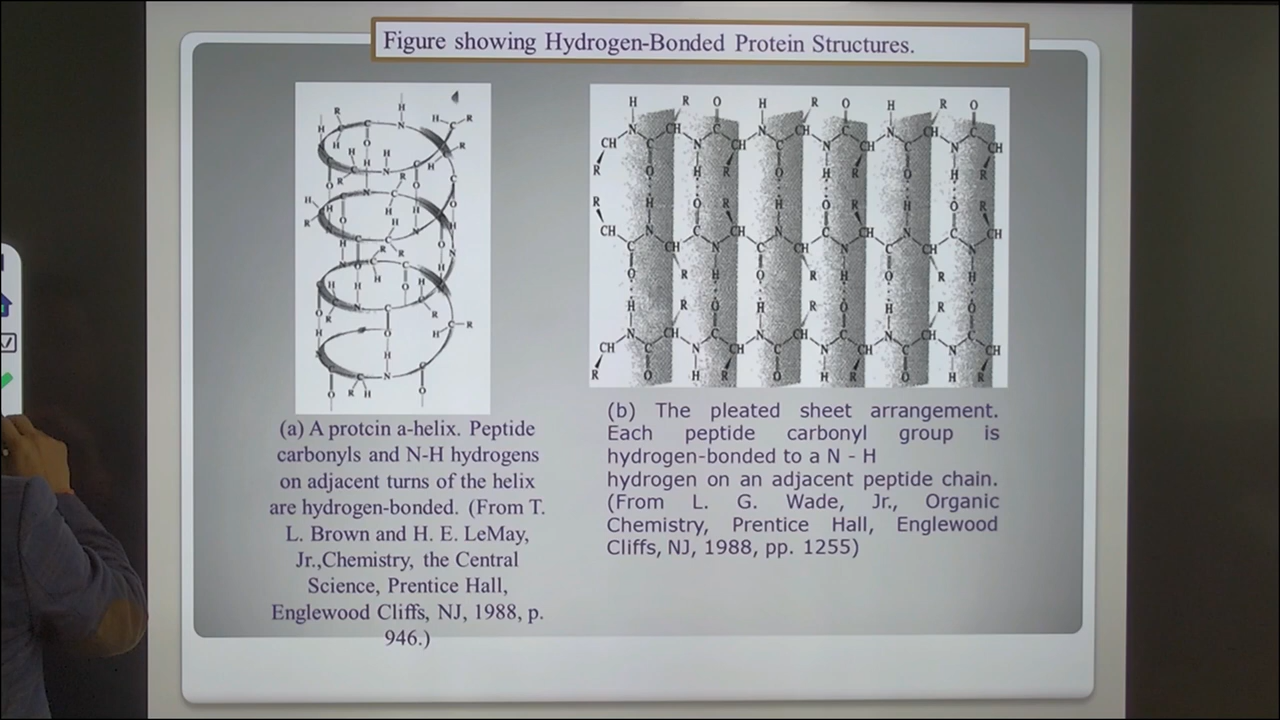 Figure showing Hydrogen-Bonded Protein Structures.
(a) A protcin a-helix. Peptide
carbonyls and N-H hydrogens
on adjacent turns of the helix
are hydrogen-bonded. (From T.
L. Brown and H. E. LeMay,
Jr.,Chemistry, the Central
Science, Prentice Hall,
Englewood Cliffs, NJ, 1988, p.
946.)
(b) The pleated sheet arrangement.
Each peptide carbonyl group is
hydrogen-bonded to a N - H
hydrogen on an adjacent peptide chain.
(From L. G. Wade, Jr., Organic
Chemistry, Prentice Hall, Englewood
Cliffs, NJ, 1988, pp. 1255)